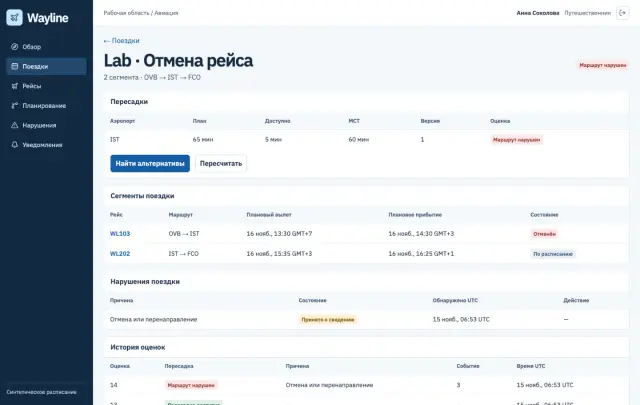 Wayline
Рабочая область / Авиация
Анна Соколова Путешественник
Обзор
Поездки
Рейсы
Планирование
Нарушения
Уведомления
Синтетическое расписание
← Поездки
Lab · Отмена рейса
2 сегмента · OVB → IST → FCO
Маршрут нарушен
Пересадки
Аэропорт План Доступно MCT Версия Оценка
IST 65 мин 5 мин 60 мин 1 Маршрут нарушен
Найти альтернативы Пересчитать
Сегменты поездки
Рейс Маршрут Плановый вылет Плановое прибытие Состояние
WL103 OVB → IST 16 нояб., 13:30 GMT+7 16 нояб., 14:30 GMT+3 Отменён
WL202 IST → FCO 16 нояб., 15:35 GMT+3 16 нояб., 16:25 GMT+1 По расписанию
Нарушения поездки
Причина Состояние Обнаружено UTC Действие
Отмена или перенаправление Принято к сведению 15 нояб., 06:53 UTC —
История оценок
Оценка Пересадка Причина Событие Время UTC
14 Маршрут нарушен Отмена или перенаправление 3 15 нояб., 06:53 UTC